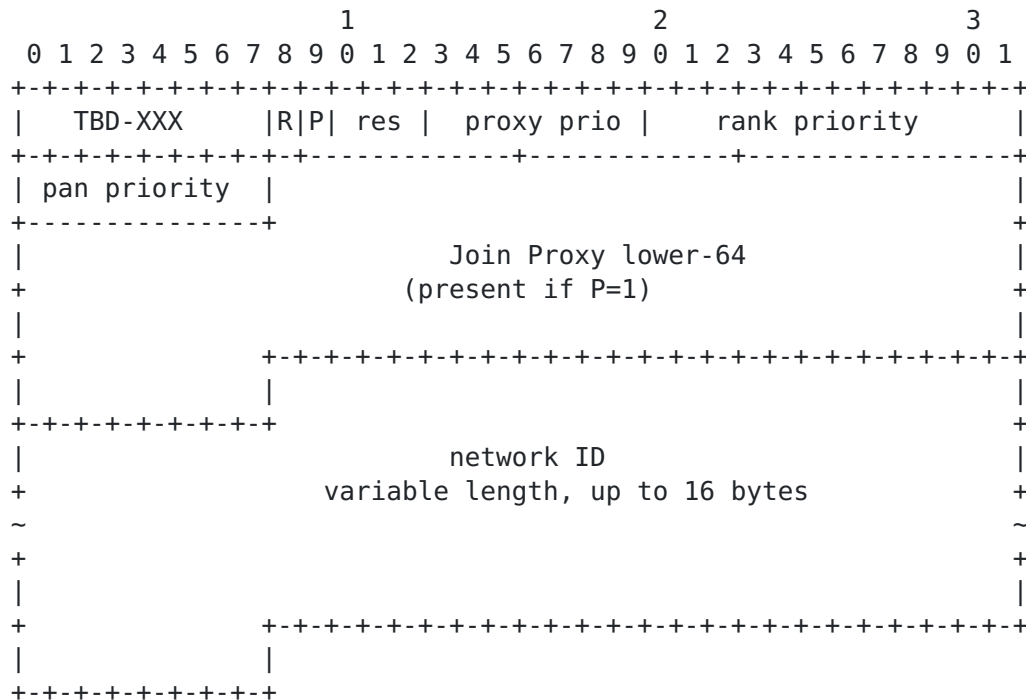 1                   2                   3
 0 1 2 3 4 5 6 7 8 9 0 1 2 3 4 5 6 7 8 9 0 1 2 3 4 5 6 7 8 9 0 1
+-+-+-+-+-+-+-+-+-+-+-+-+-+-+-+-+-+-+-+-+-+-+-+-+-+-+-+-+-+-+-+-+
|   TBD-XXX     |R|P| res |  proxy prio |    rank priority      |
+-+-+-+-+-+-+-+-+-+-------------+-------------+-----------------+
| pan priority  |                                               |
+---------------+                                               +
|                           Join Proxy lower-64                 |
+                        (present if P=1)                       +
|                                                               |
+               +-+-+-+-+-+-+-+-+-+-+-+-+-+-+-+-+-+-+-+-+-+-+-+-+
|               |                                               |
+-+-+-+-+-+-+-+-+                                               +
|                           network ID                          |
+                   variable length, up to 16 bytes             +
~                                                               ~
+                                                               +
|                                                               |
+               +-+-+-+-+-+-+-+-+-+-+-+-+-+-+-+-+-+-+-+-+-+-+-+-+
|               |
+-+-+-+-+-+-+-+-+